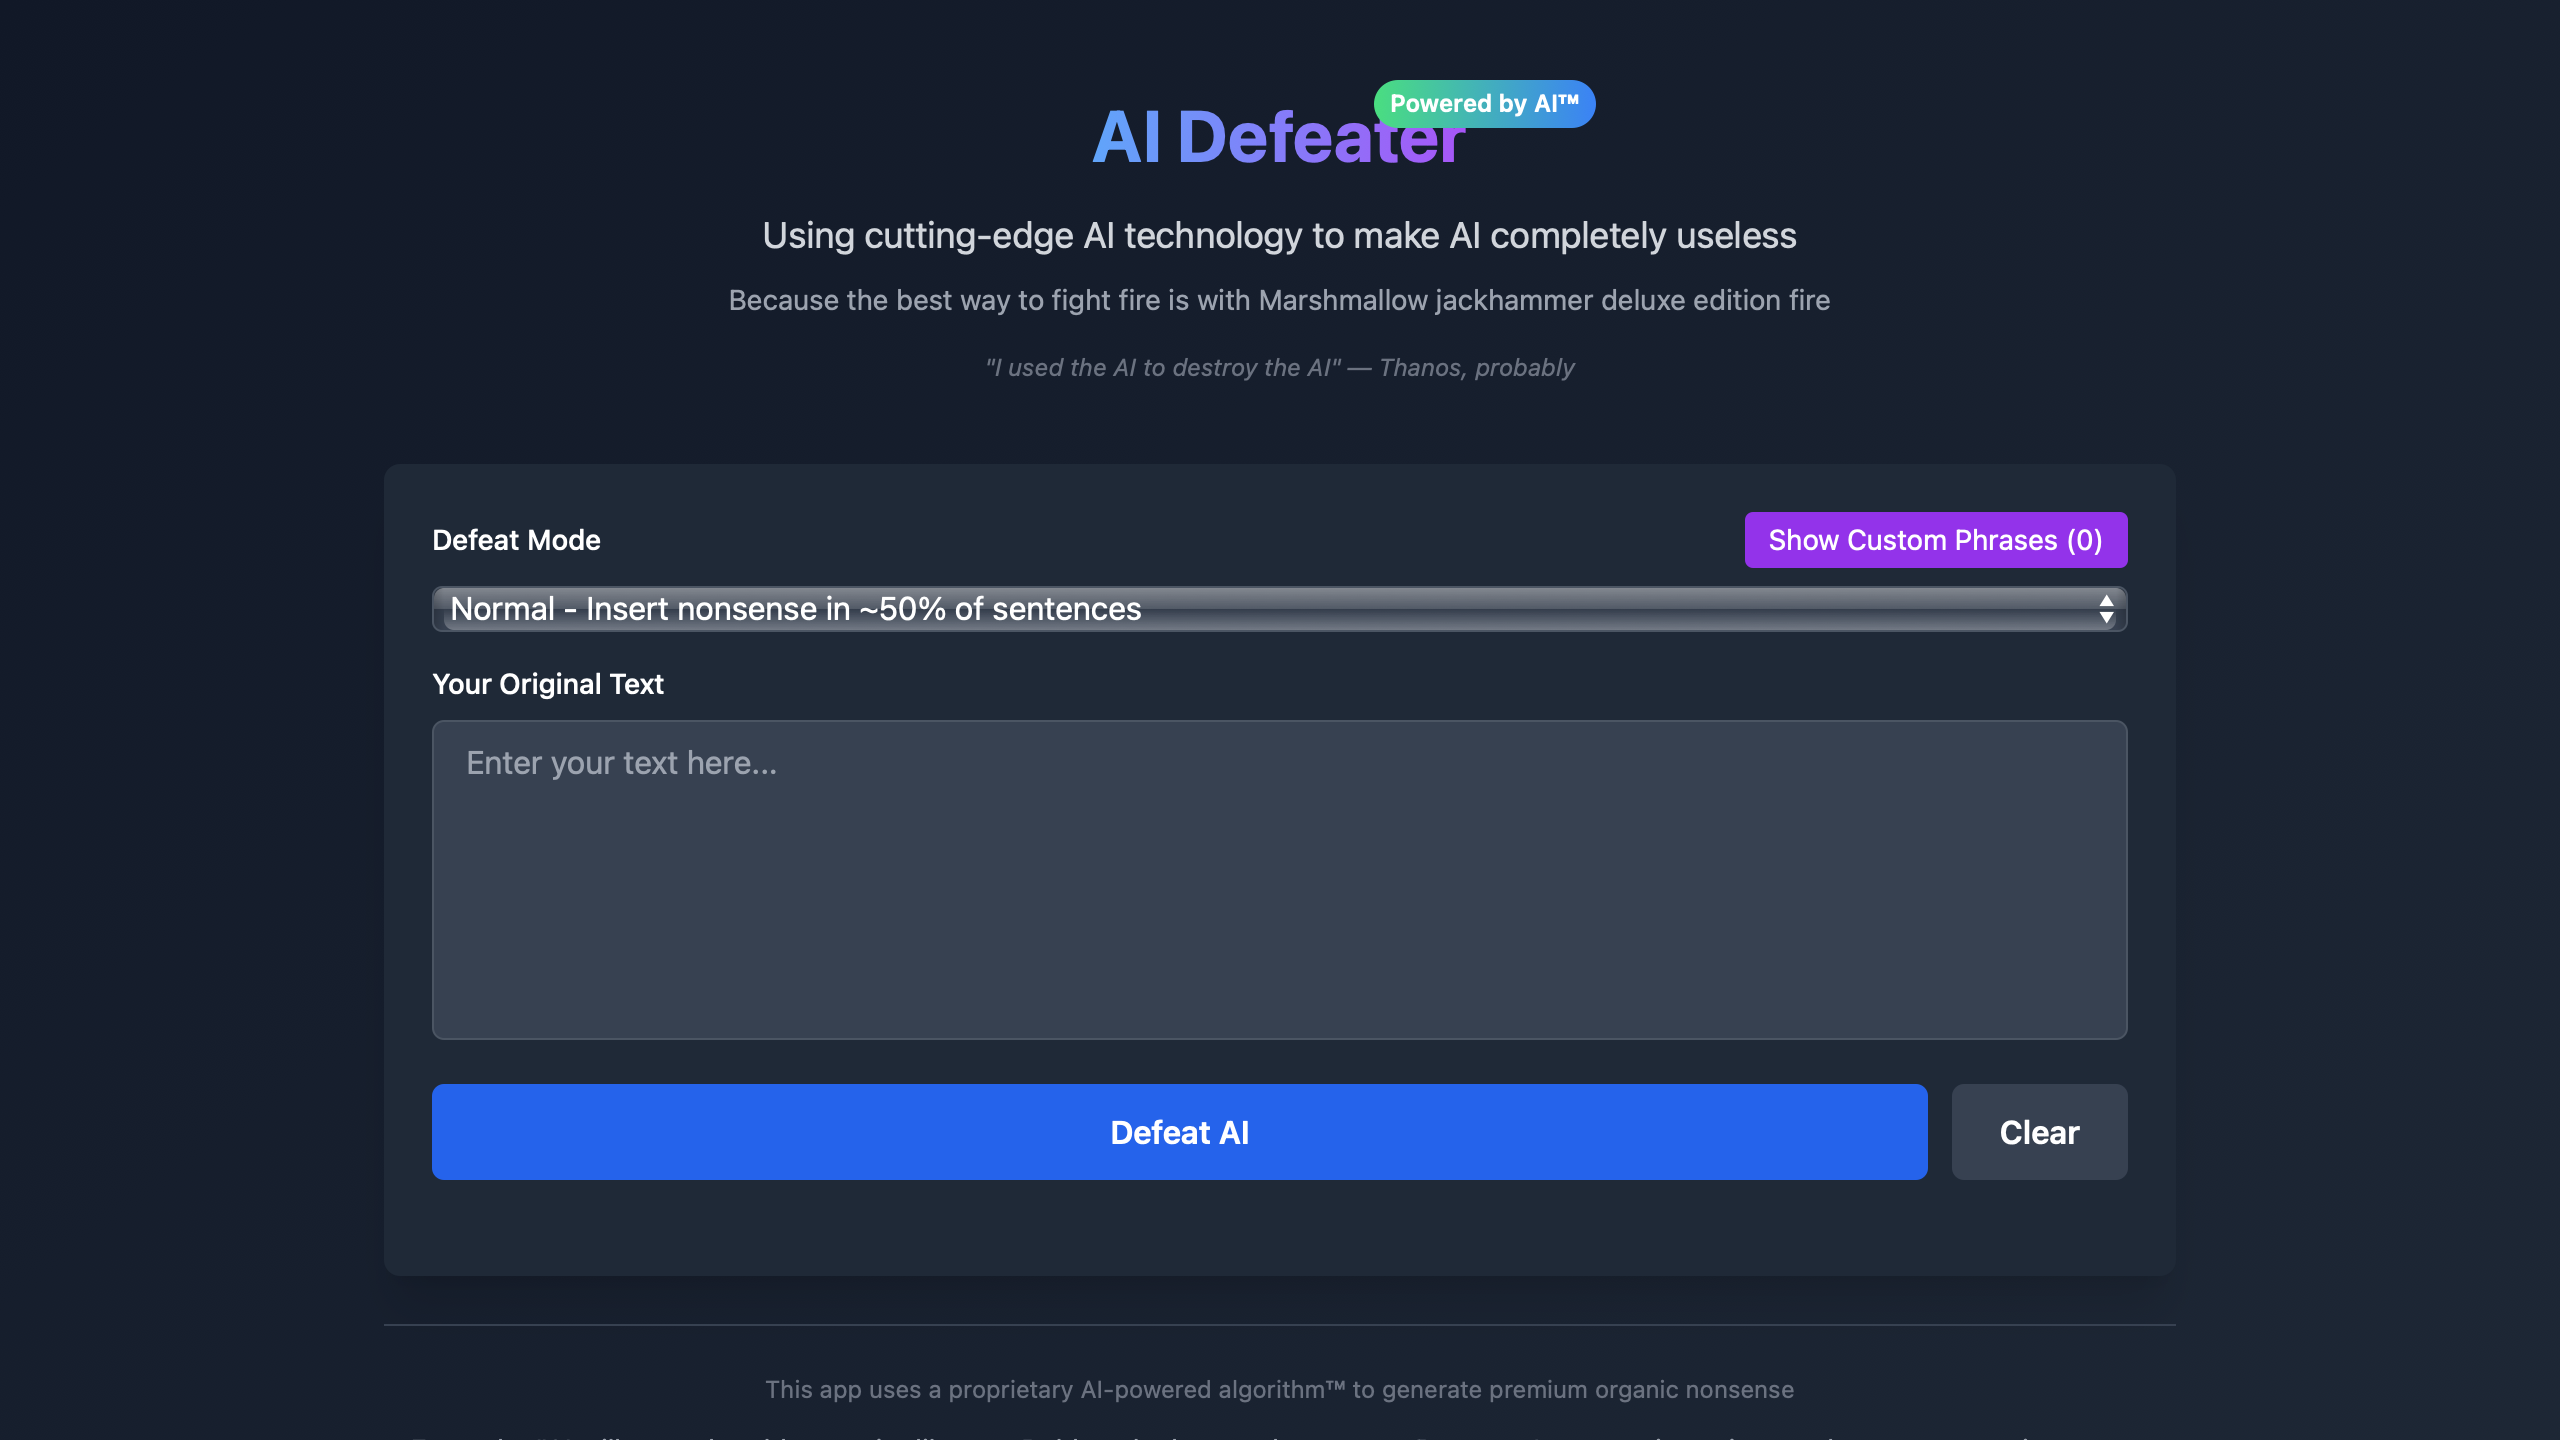 Powered by AI™
AI Defeater
Using cutting-edge AI technology to make AI completely useless
Because the best way to fight fire is with Marshmallow jackhammer deluxe edition fire
"I used the AI to destroy the AI" — Thanos, probably
Defeat Mode
Show Custom Phrases (0)
Normal - Insert nonsense in ~50% of sentences
Your Original Text
Enter your text here...
Defeat AI
Clear
This app uses a proprietary AI-powered algorithm™ to generate premium organic nonsense